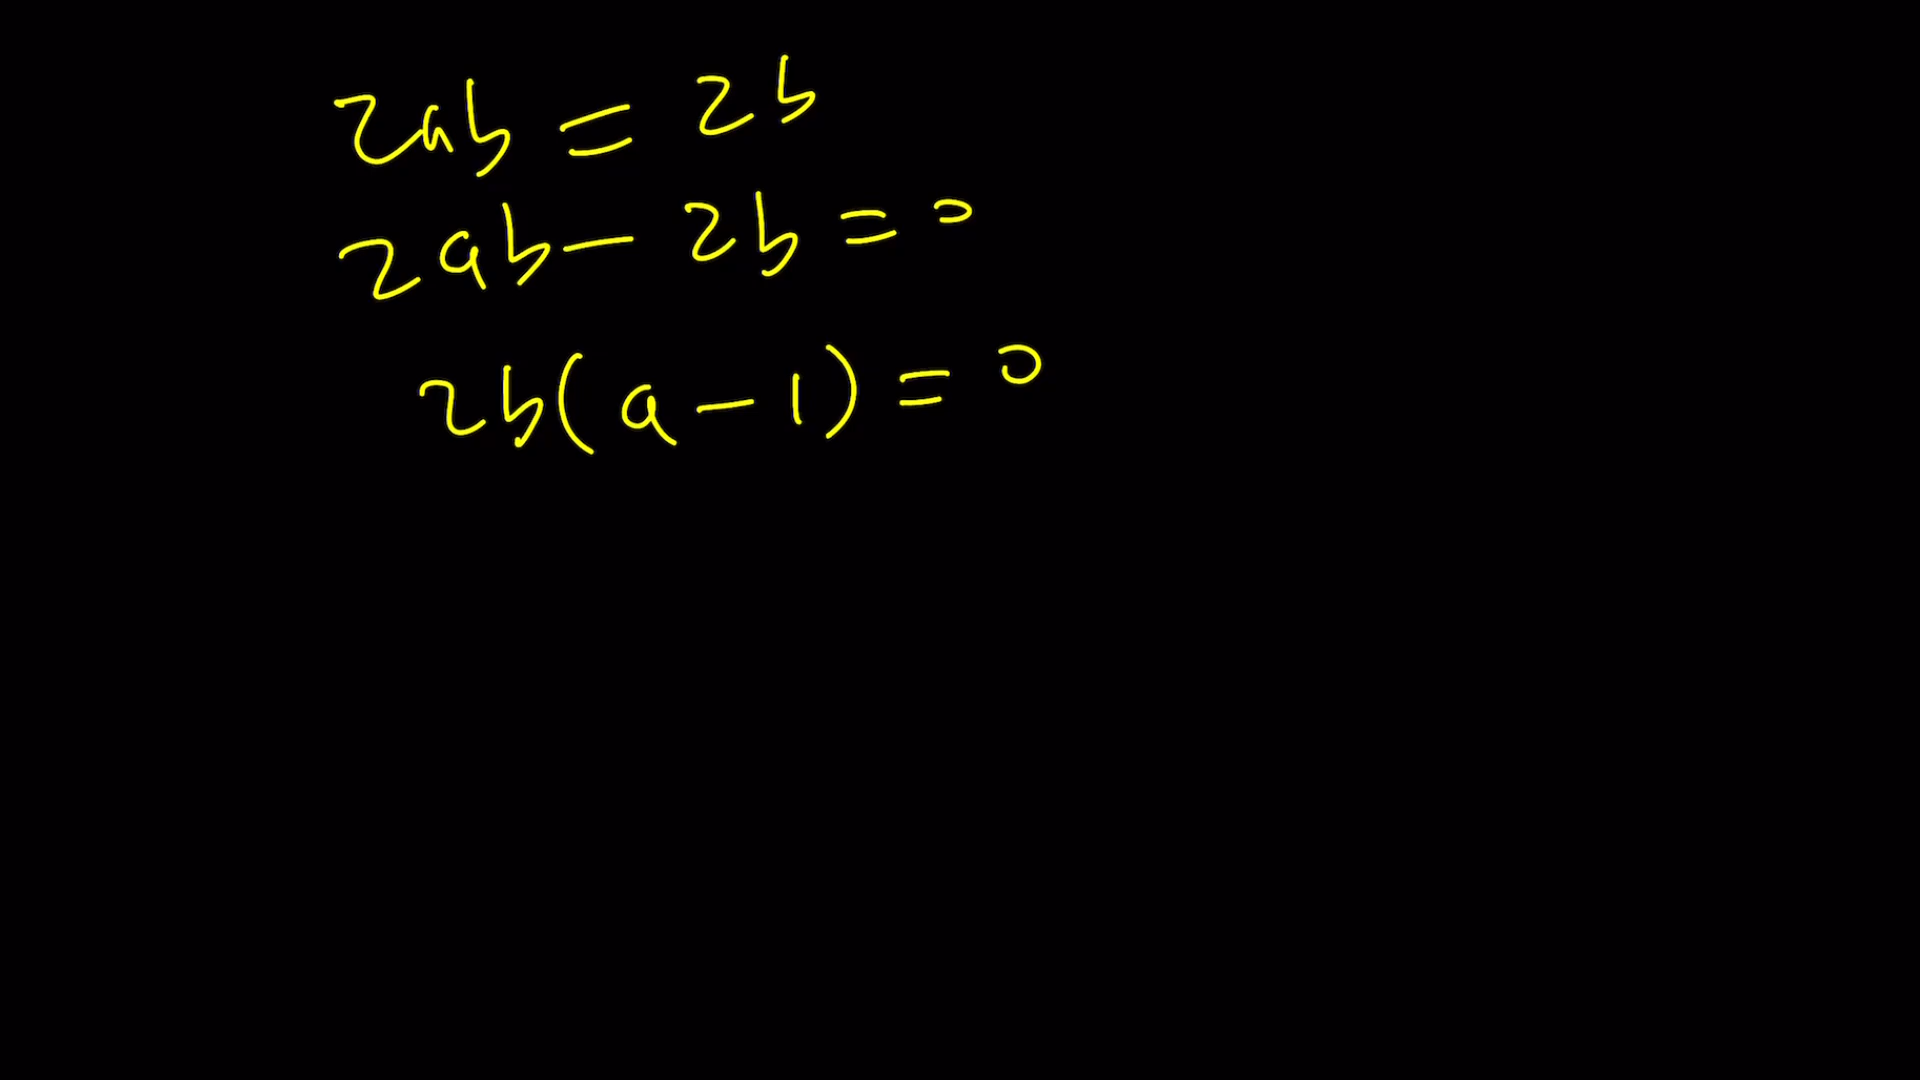 2ab = 2b
2ab - 2b = 0
2b(a - 1) = 0